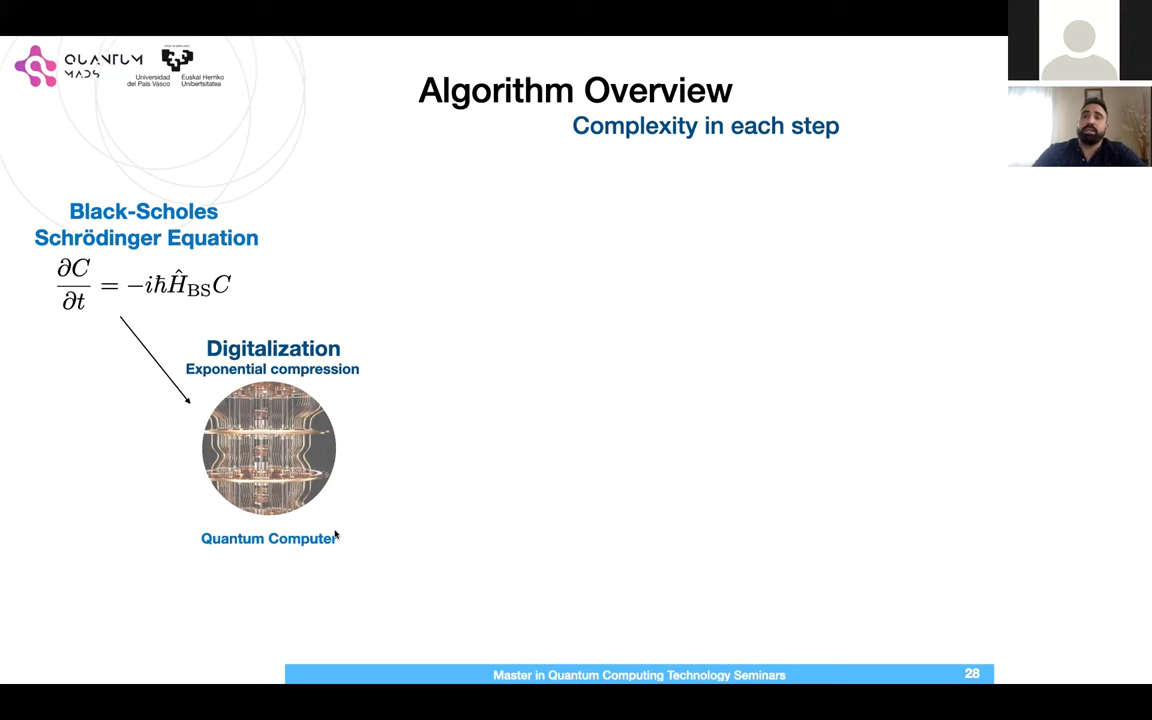 QUANTUM
MADS
Universidad
del País Vasco
Euskal Herriko
Unibertsitatea
Algorithm Overview
Complexity in each step
Black-Scholes
Schrödinger Equation
∂C/∂t = −iħĤ_BS C
Digitalization
Exponential compression
Quantum Computer
Master in Quantum Computing Technology Seminars
28